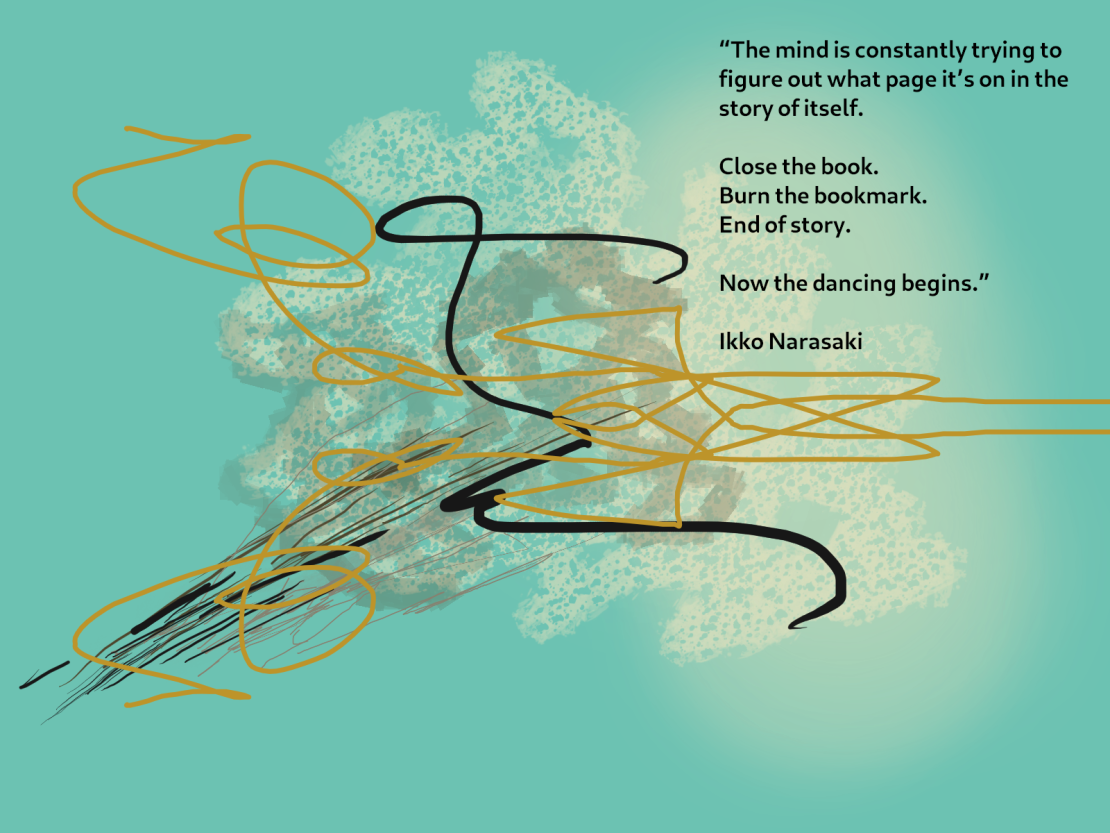 “The mind is constantly trying to
figure out what page it’s on in the
story of itself.
Close the book.
Burn the bookmark.
End of story.
Now the dancing begins.”
Ikko Narasaki